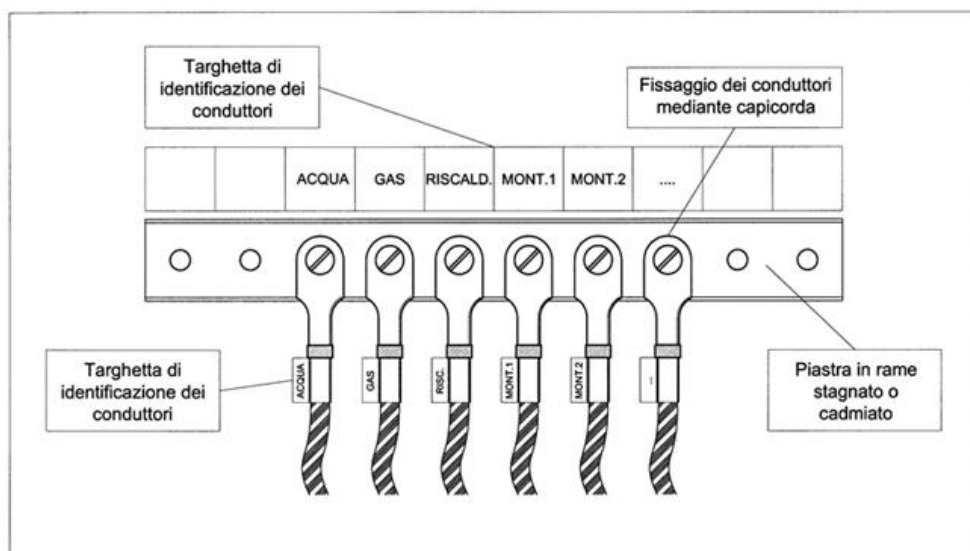 Targhetta di
identificazione dei
conduttori
Fissaggio dei conduttori
mediante capicorda
ACQUA GAS RISCALD. MONT.1 MONT.2 ....
Targhetta di
identificazione dei
conduttori
ACQUA
GAS
RISC.
MONT.1
MONT.2
...
Piastra in rame
stagnato o
cadmiato